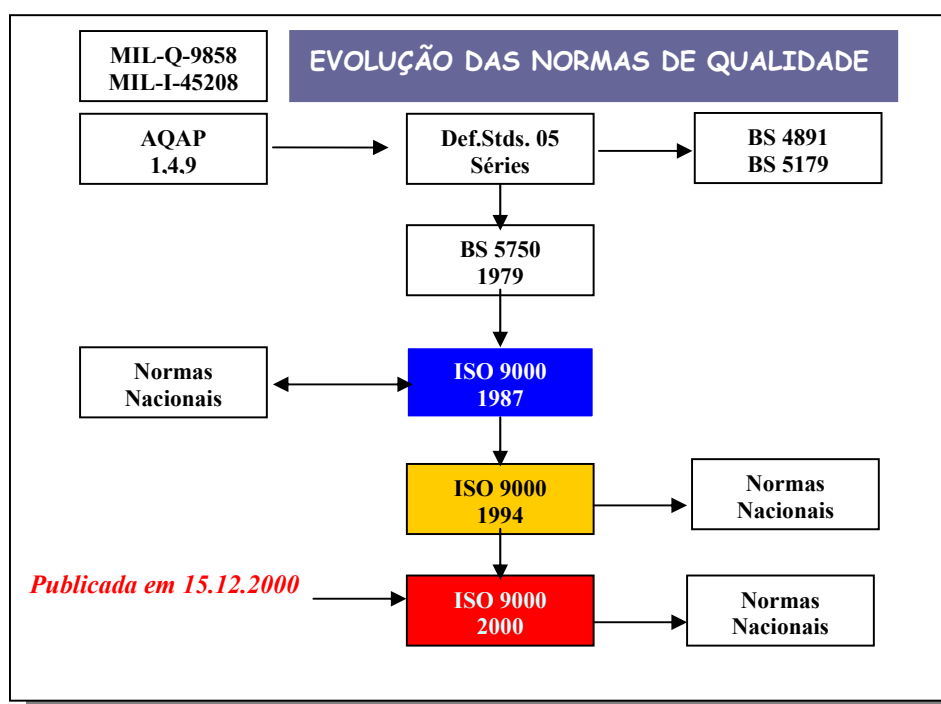 MIL-Q-9858
MIL-I-45208
EVOLUÇÃO DAS NORMAS DE QUALIDADE
AQAP
1,4,9
Def.Stds. 05
Séries
BS 4891
BS 5179
BS 5750
1979
Normas
Nacionais
ISO 9000
1987
ISO 9000
1994
Normas
Nacionais
Publicada em 15.12.2000
ISO 9000
2000
Normas
Nacionais